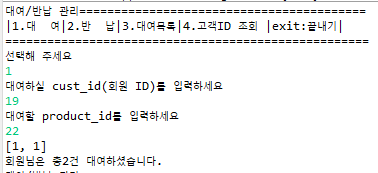 대여/반납 관리========================================
|1.대   여|2.반   납|3.대여목록|4.고객ID 조회 |exit:끝내기|
====================================================
선택해 주세요
1
대여하실 cust_id(회원 ID)를 입력하세요
19
대여할 product_id를 입력하세요
22
[1, 1]
회원님은 총2건 대여하셨습니다.